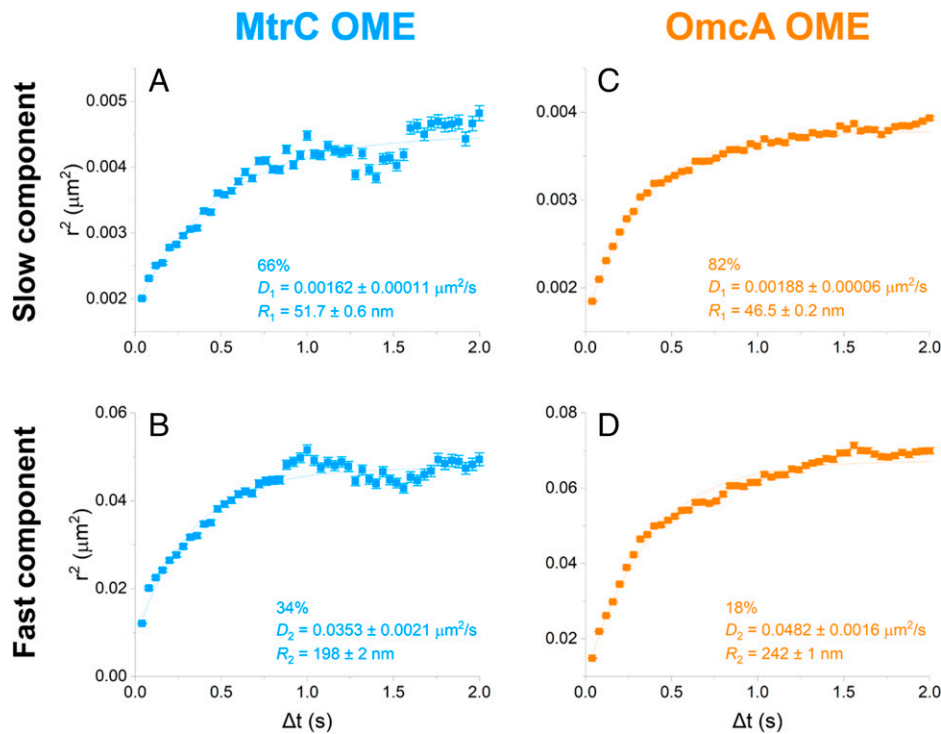 MtrC OME
OmcA OME
Slow component
Fast component
A
r² (μm²)
0.005
0.004
0.003
0.002
66%
D₁ = 0.00162 ± 0.00011 μm²/s
R₁ = 51.7 ± 0.6 nm
0.0 0.5 1.0 1.5 2.0
C
0.004
0.003
0.002
82%
D₁ = 0.00188 ± 0.00006 μm²/s
R₁ = 46.5 ± 0.2 nm
0.0 0.5 1.0 1.5 2.0
B
r² (μm²)
0.06
0.04
0.02
0.00
34%
D₂ = 0.0353 ± 0.0021 μm²/s
R₂ = 198 ± 2 nm
0.0 0.5 1.0 1.5 2.0
Δt (s)
D
0.08
0.06
0.04
0.02
18%
D₂ = 0.0482 ± 0.0016 μm²/s
R₂ = 242 ± 1 nm
0.0 0.5 1.0 1.5 2.0
Δt (s)